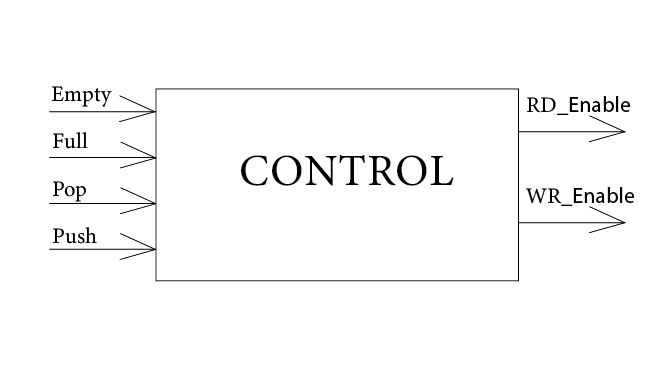 Empty
Full
Pop
Push
CONTROL
RD_Enable
WR_Enable